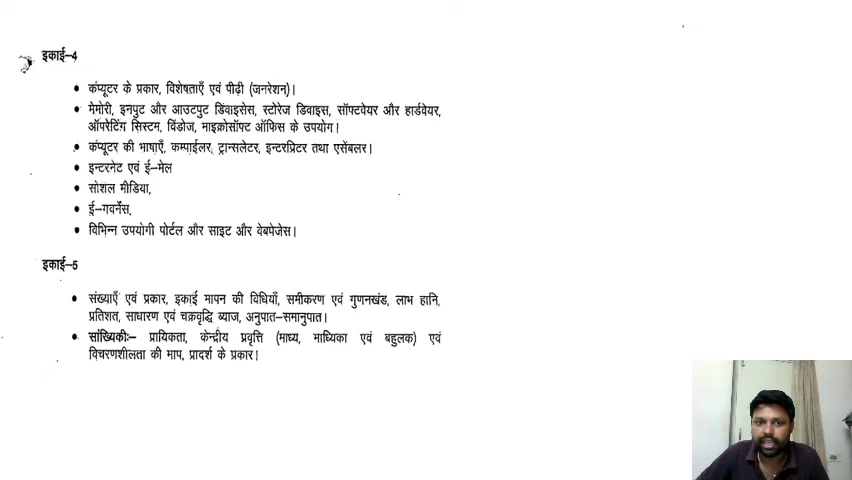 इकाई–4
• कंप्यूटर के प्रकार, विशेषताएँ एवं पीढ़ी (जनरेशन)।
• मेमोरी, इनपुट और आउटपुट डिवाइसेस, स्टोरेज डिवाइस, सॉफ्टवेयर और हार्डवेयर,
ऑपरेटिंग सिस्टम, विंडोज, माइक्रोसॉफ्ट ऑफिस के उपयोग।
• कंप्यूटर की भाषाएँ, कम्पाईलर, ट्रान्सलेटर, इन्टरप्रिटर तथा एसेंबलर।
• इन्टरनेट एवं ई–मेल
• सोशल मीडिया,
• ई–गवर्नेंस,
• विभिन्न उपयोगी पोर्टल और साइट और वेबपेजेस।
इकाई–5
• संख्याएँ एवं प्रकार, इकाई मापन की विधियाँ, समीकरण एवं गुणनखंड, लाभ हानि,
प्रतिशत, साधारण एवं चक्रवृद्धि ब्याज, अनुपात–समानुपात।
• सांख्यिकीः– प्रायिकता, केन्द्रीय प्रवृत्ति (माध्य, माध्यिका एवं बहुलक) एवं
विचरणशीलता की माप, प्रादर्श के प्रकार।